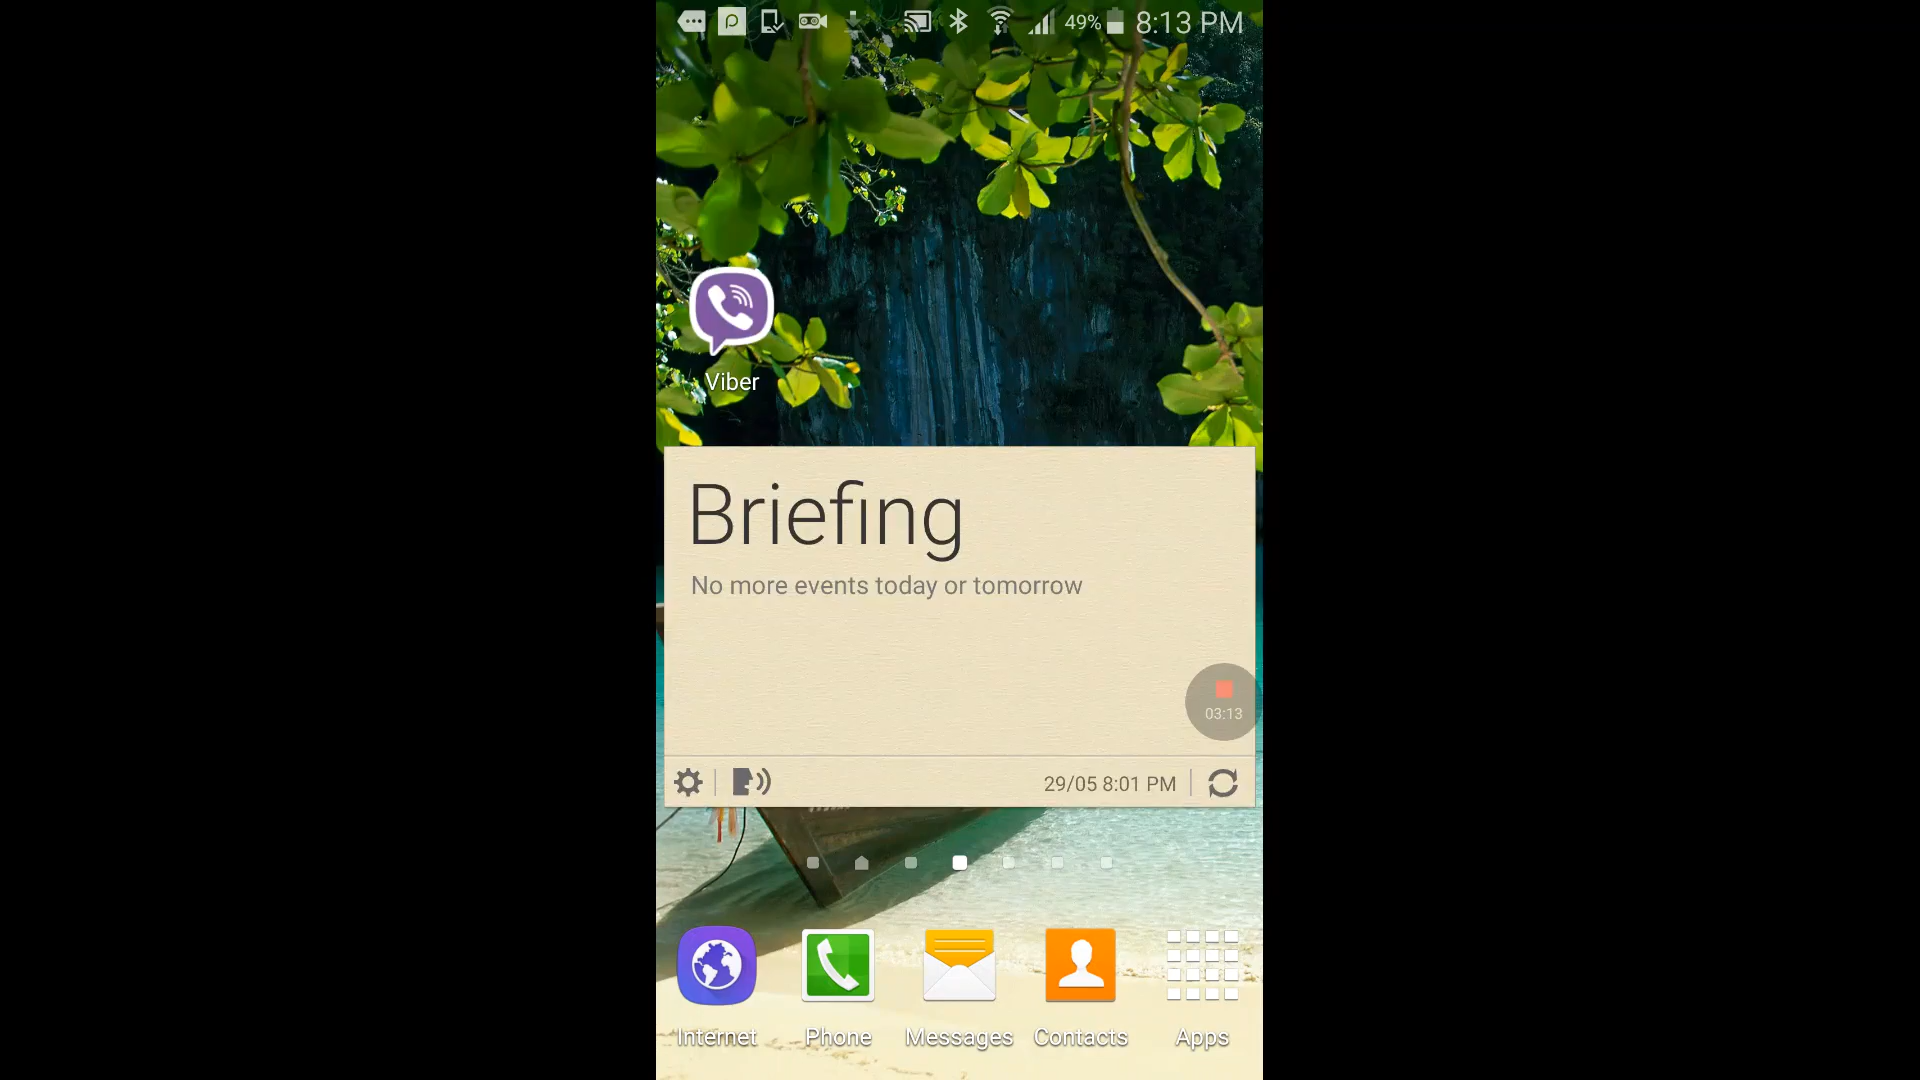 49% 8:13 PM
Viber
Briefing
No more events today or tomorrow
03:13
29/05 8:01 PM
Internet Phone Messages Contacts Apps